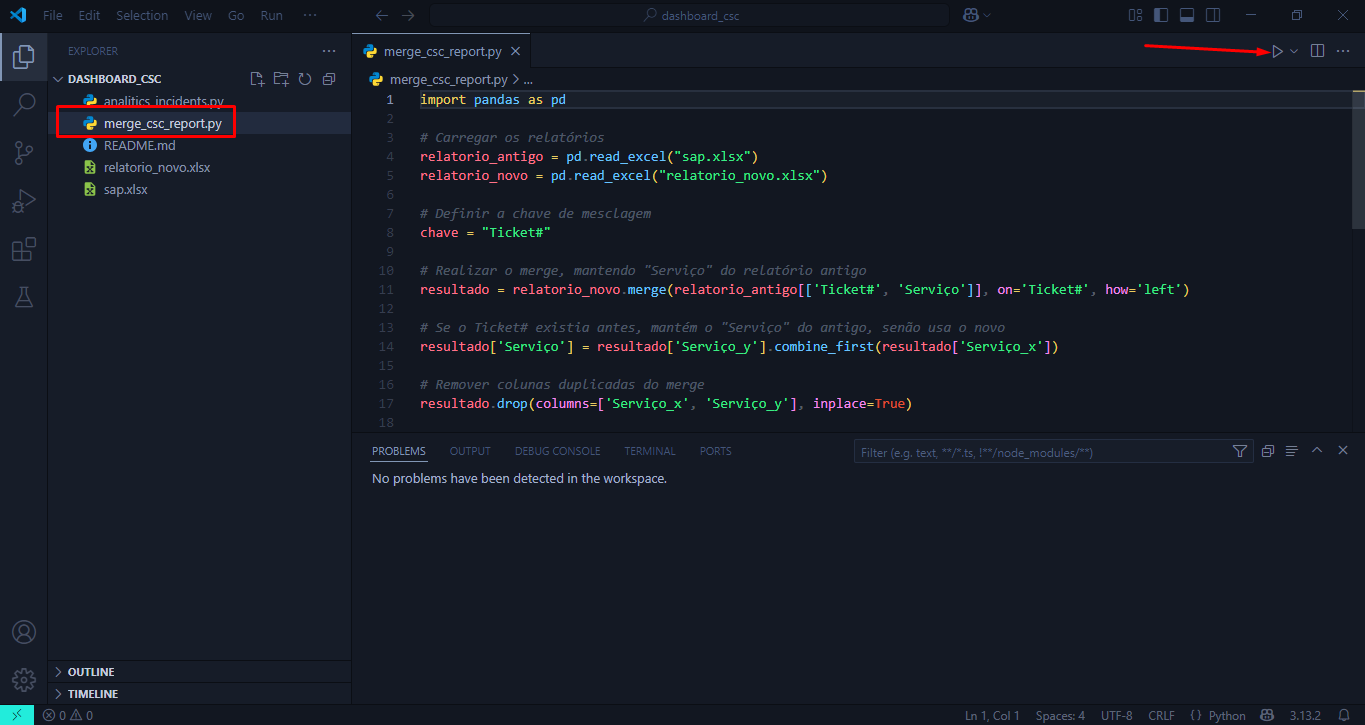 File Edit Selection View Go Run ···
dashboard_csc
EXPLORER
DASHBOARD_CSC
analitics_incidents.py
merge_csc_report.py
README.md
relatorio_novo.xlsx
sap.xlsx
OUTLINE
TIMELINE
merge_csc_report.py
merge_csc_report.py > ...
1 import pandas as pd
2
3 # Carregar os relatórios
4 relatorio_antigo = pd.read_excel("sap.xlsx")
5 relatorio_novo = pd.read_excel("relatorio_novo.xlsx")
6
7 # Definir a chave de mesclagem
8 chave = "Ticket#"
9
10 # Realizar o merge, mantendo "Serviço" do relatório antigo
11 resultado = relatorio_novo.merge(relatorio_antigo[['Ticket#', 'Serviço']], on='Ticket#', how='left')
12
13 # Se o Ticket# existia antes, mantém o "Serviço" do antigo, senão usa o novo
14 resultado['Serviço'] = resultado['Serviço_y'].combine_first(resultado['Serviço_x'])
15
16 # Remover colunas duplicadas do merge
17 resultado.drop(columns=['Serviço_x', 'Serviço_y'], inplace=True)
18
PROBLEMS OUTPUT DEBUG CONSOLE TERMINAL PORTS
Filter (e.g. text, **/*.ts, !**/node_modules/**)
No problems have been detected in the workspace.
0 0
Ln 1, Col 1 Spaces: 4 UTF-8 CRLF {} Python 3.13.2